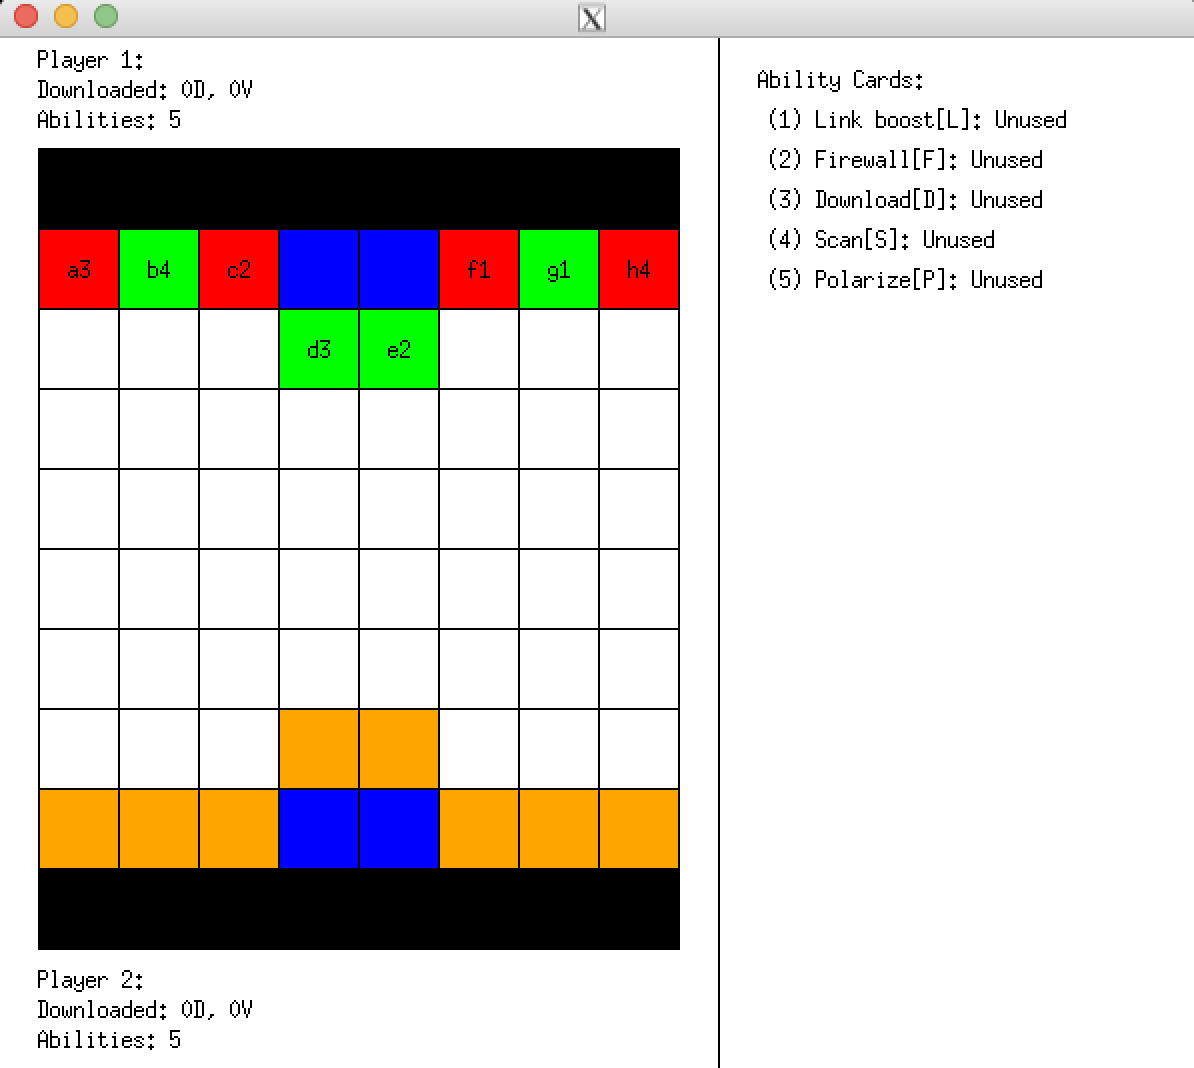 Player 1:
Downloaded: 0D, 0V
Abilities: 5
a3 b4 c2 f1 g1 h4
d3 e2
Player 2:
Downloaded: 0D, 0V
Abilities: 5
Ability Cards:
(1) Link boost[L]: Unused
(2) Firewall[F]: Unused
(3) Download[D]: Unused
(4) Scan[S]: Unused
(5) Polarize[P]: Unused